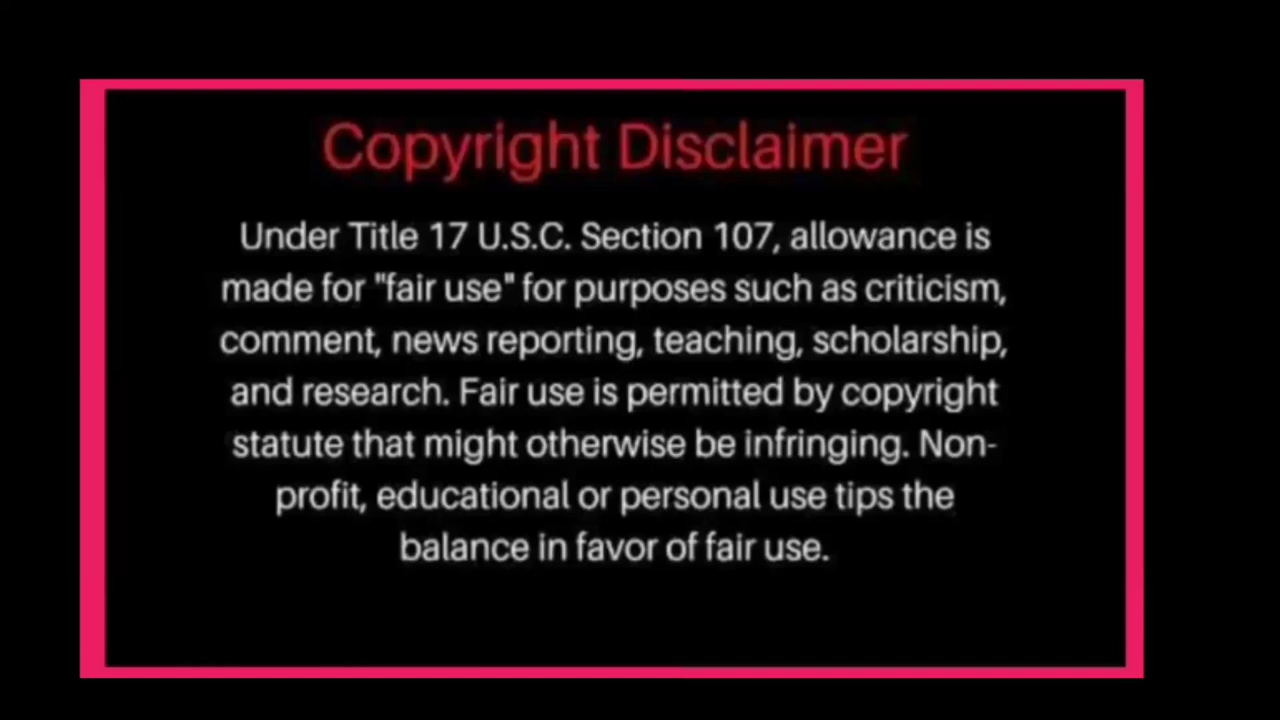 Copyright Disclaimer
Under Title 17 U.S.C. Section 107, allowance is
made for "fair use" for purposes such as criticism,
comment, news reporting, teaching, scholarship,
and research. Fair use is permitted by copyright
statute that might otherwise be infringing. Non-
profit, educational or personal use tips the
balance in favor of fair use.